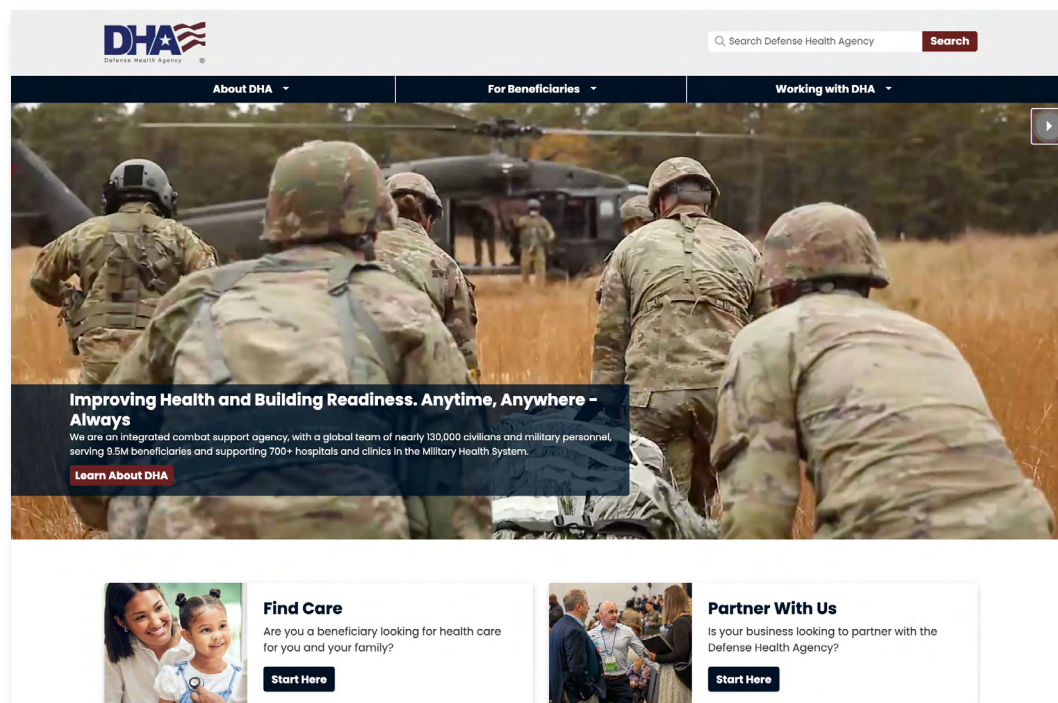 DHA
Defense Health Agency ®
Search Defense Health Agency
Search
About DHA
For Beneficiaries
Working with DHA
Improving Health and Building Readiness. Anytime, Anywhere -
Always
We are an integrated combat support agency, with a global team of nearly 130,000 civilians and military personnel,
serving 9.5M beneficiaries and supporting 700+ hospitals and clinics in the Military Health System.
Learn About DHA
Find Care
Are you a beneficiary looking for health care
for you and your family?
Start Here
Partner With Us
Is your business looking to partner with the
Defense Health Agency?
Start Here